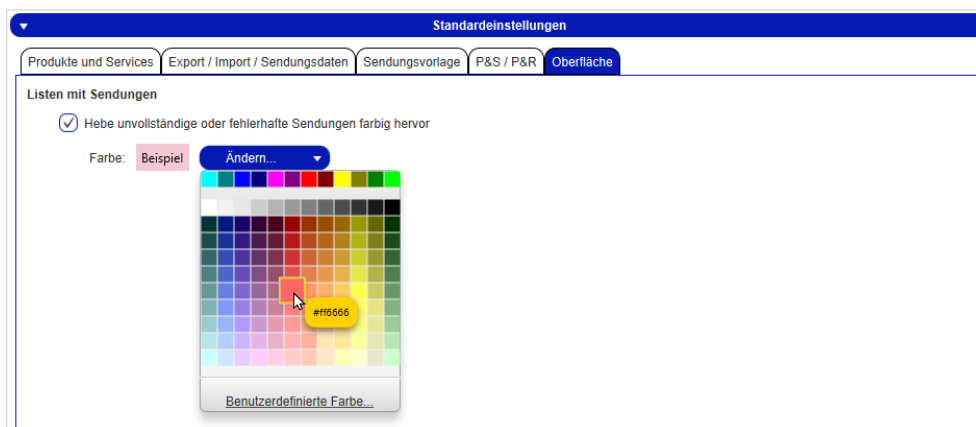 Standardeinstellungen
Produkte und Services Export / Import / Sendungsdaten Sendungsvorlage P&S / P&R Oberfläche
Listen mit Sendungen
Hebe unvollständige oder fehlerhafte Sendungen farbig hervor
Farbe: Beispiel Ändern...
#ff6666
Benutzerdefinierte Farbe...